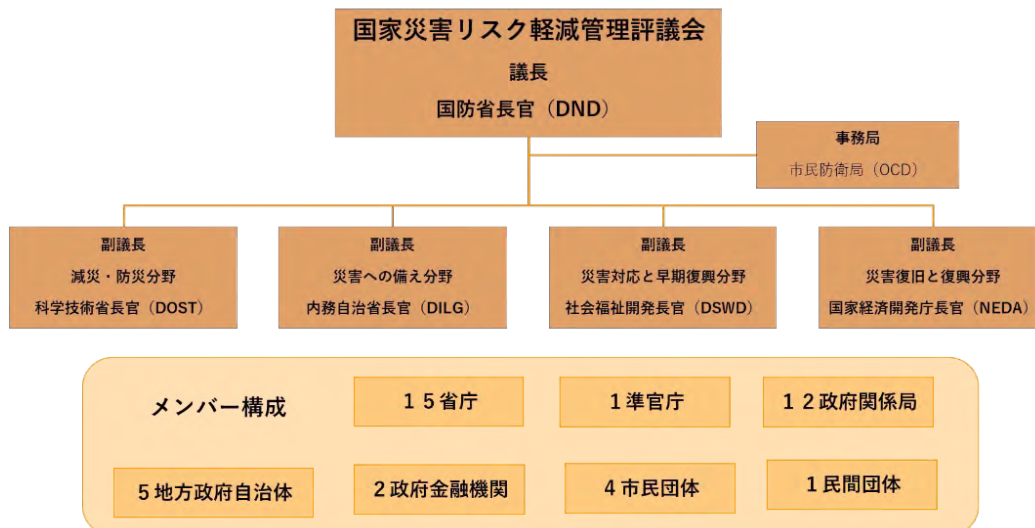 国家災害リスク軽減管理評議会
議長
国防省長官（DND）
事務局
市民防衛局（OCD）
副議長
減災・防災分野
科学技術省長官（DOST）
副議長
災害への備え分野
内務自治省長官（DILG）
副議長
災害対応と早期復興分野
社会福祉開発長官（DSWD）
副議長
災害復旧と復興分野
国家経済開発庁長官（NEDA）
メンバー構成
１５省庁
１準官庁
１２政府関係局
５地方政府自治体
２政府金融機関
４市民団体
１民間団体